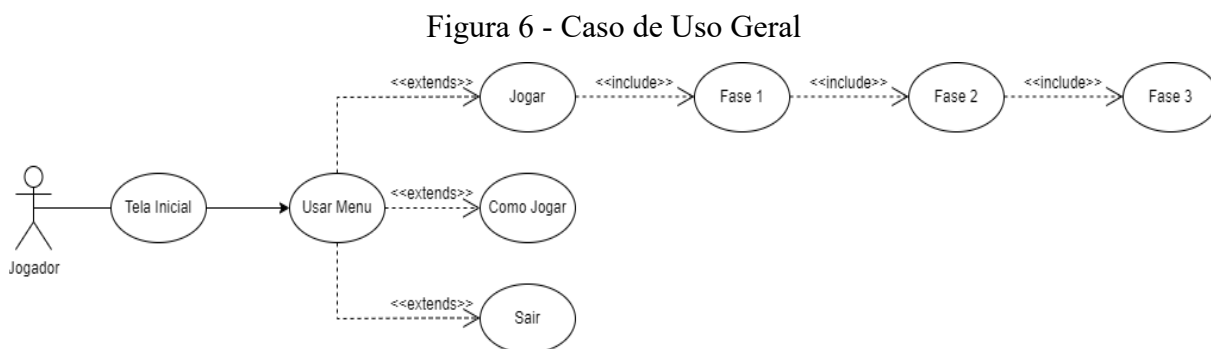 Figura 6 - Caso de Uso Geral
<<extends>>
Jogar
<<include>>
Fase 1
<<include>>
Fase 2
<<include>>
Fase 3
Jogador
Tela Inicial
Usar Menu
<<extends>>
Como Jogar
<<extends>>
Sair